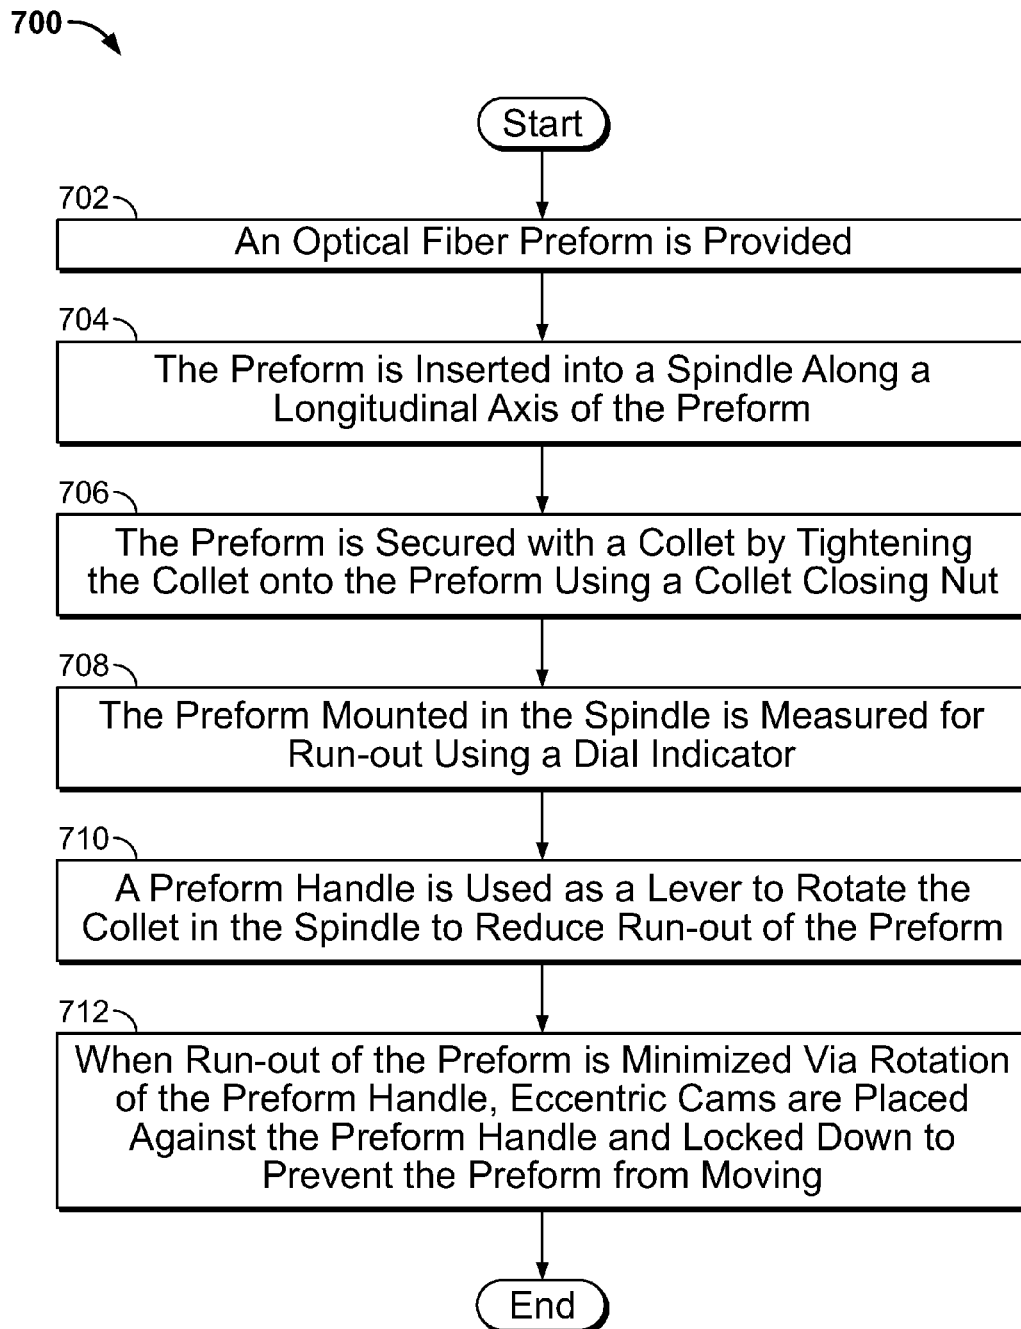 700
Start
702
An Optical Fiber Preform is Provided
704
The Preform is Inserted into a Spindle Along a
Longitudinal Axis of the Preform
706
The Preform is Secured with a Collet by Tightening
the Collet onto the Preform Using a Collet Closing Nut
708
The Preform Mounted in the Spindle is Measured for
Run-out Using a Dial Indicator
710
A Preform Handle is Used as a Lever to Rotate the
Collet in the Spindle to Reduce Run-out of the Preform
712
When Run-out of the Preform is Minimized Via Rotation
of the Preform Handle, Eccentric Cams are Placed
Against the Preform Handle and Locked Down to
Prevent the Preform from Moving
End